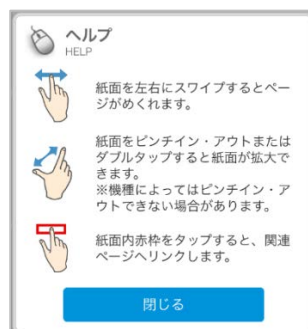 ヘルプ
HELP
紙面を左右にスワイプするとペー
ジがめくれます。
紙面をピンチイン・アウトまたは
ダブルタップすると紙面が拡大で
きます。
※機種によってはピンチイン・ア
ウトできない場合があります。
紙面内赤枠をタップすると、関連
ページへリンクします。
閉じる